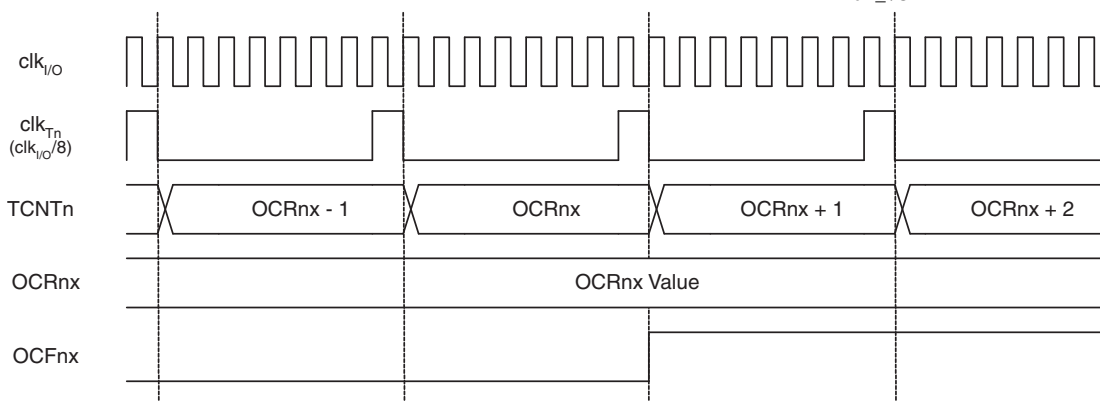 clkI/O
clkTn
(clkI/O/8)
TCNTn
OCRnx - 1
OCRnx
OCRnx + 1
OCRnx + 2
OCRnx
OCRnx Value
OCFnx